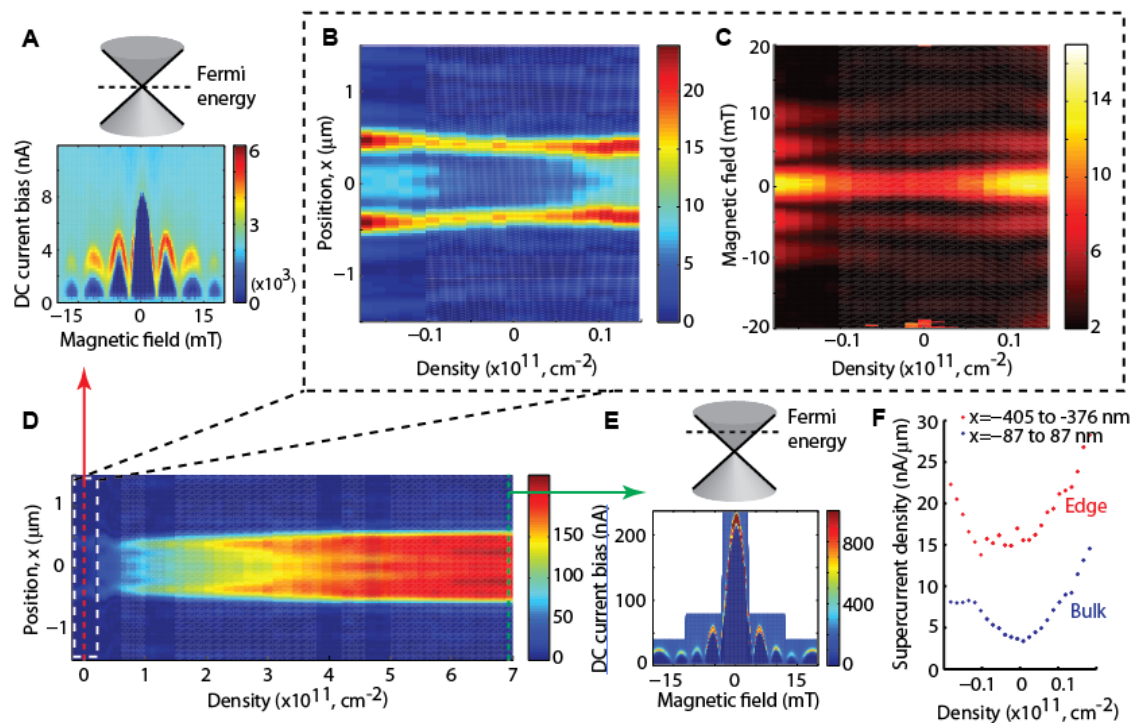 A
Fermi
energy
DC current bias (nA)
8
4
0
6
3
0
(x10³)
-15
0
15
Magnetic field (mT)
B
Posiition, x (μm)
1
0
−1
−0.1
0
0.1
Density (x10¹¹, cm⁻²)
20
15
10
5
0
C
Magnetic field (mT)
20
10
0
-10
-20
−0.1
0
0.1
Density (x10¹¹, cm⁻²)
14
10
6
2
D
Position, x (μm)
1
0
−1
0
1
2
3
4
5
6
7
Density (x10¹¹, cm⁻²)
150
100
50
0
E
Fermi
energy
DC current bias (nA)
200
100
0
-15
0
15
Magnetic field (mT)
800
400
0
F
x=−405 to -376 nm
x=−87 to 87 nm
Supercurrent density (nA/μm)
30
25
20
15
10
5
0
Edge
Bulk
−0.1
0
0.1
Density (x10¹¹, cm⁻²)